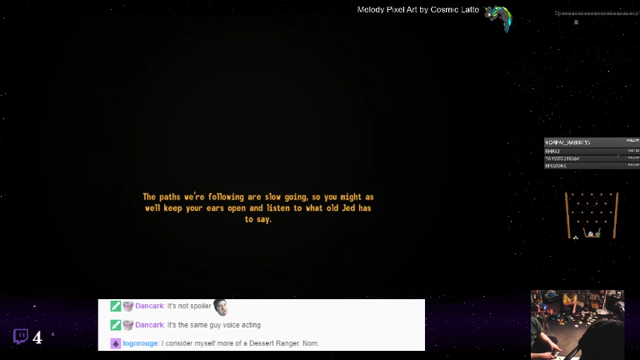 Melody Pixel Art by Cosmic Latte
The paths we're following are slow going, so you might as
well keep your ears open and listen to what old Jed has
to say.
Dancark: It's not spoiler
Dancark: It's the same guy voice acting
logorouge: I consider myself more of a Dessert Ranger. Nom.
4